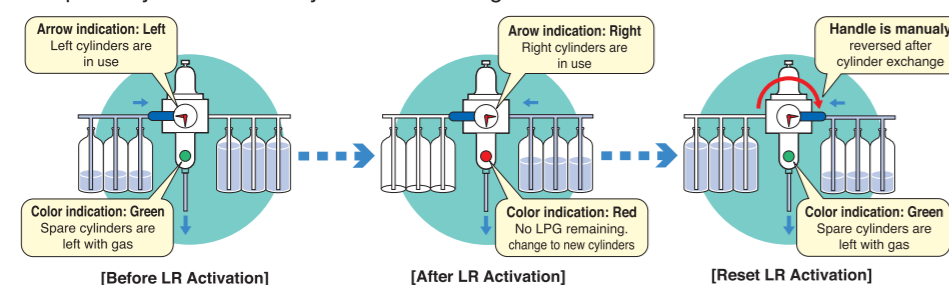 Arrow indication: Left
Left cylinders are
in use
Color indication: Green
Spare cylinders are
left with gas
[Before LR Activation]
Arow indication: Right
Right cylinders are
in use
Color indication: Red
No LPG remaining.
change to new cylinders
[After LR Activation]
Handle is manualy
reversed after
cylinder exchange
Color indication: Green
Spare cylinders are
left with gas
[Reset LR Activation]